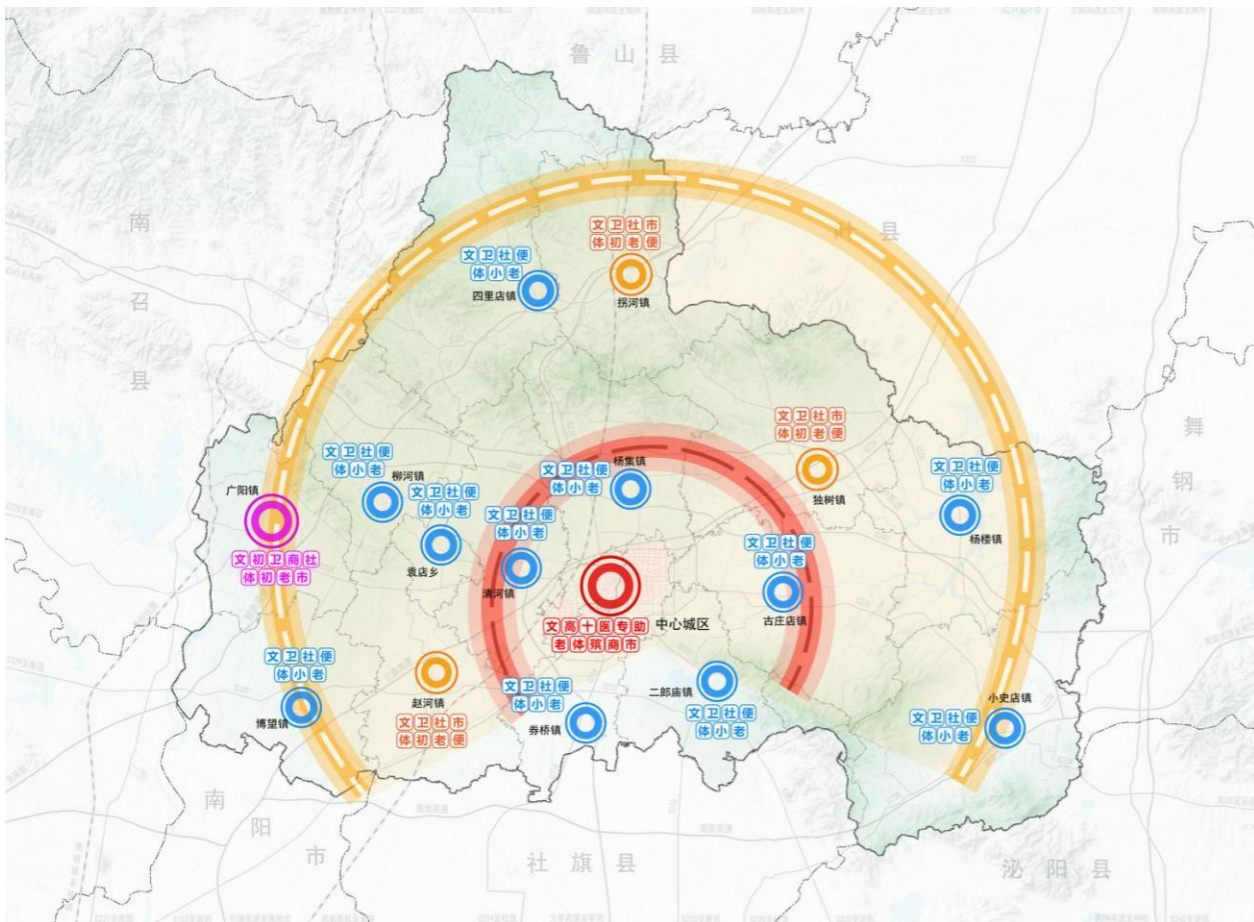 鲁山县
叶县
南召县
舞钢市
文卫社市
体初老便
拐河镇
文卫社便
体小老
四里店镇
文卫社市
体初老便
独树镇
文卫社便
体小老
柳河镇
文卫社便
体小老
杨集镇
文卫社便
体小老
杨楼镇
广阳镇
文初卫商社
体初老市
文卫社便
体小老
袁店乡
文卫社便
体小老
清河镇
文卫社便
体小老
古庄店镇
文高十医专助
老体殡商市
中心城区
文卫社便
体小老
博望镇
赵河镇
文卫社市
体初老便
文卫社便
体小老
券桥镇
二郎庙镇
文卫社便
体小老
小史店镇
文卫社便
体小老
南阳市
社旗县
泌阳县